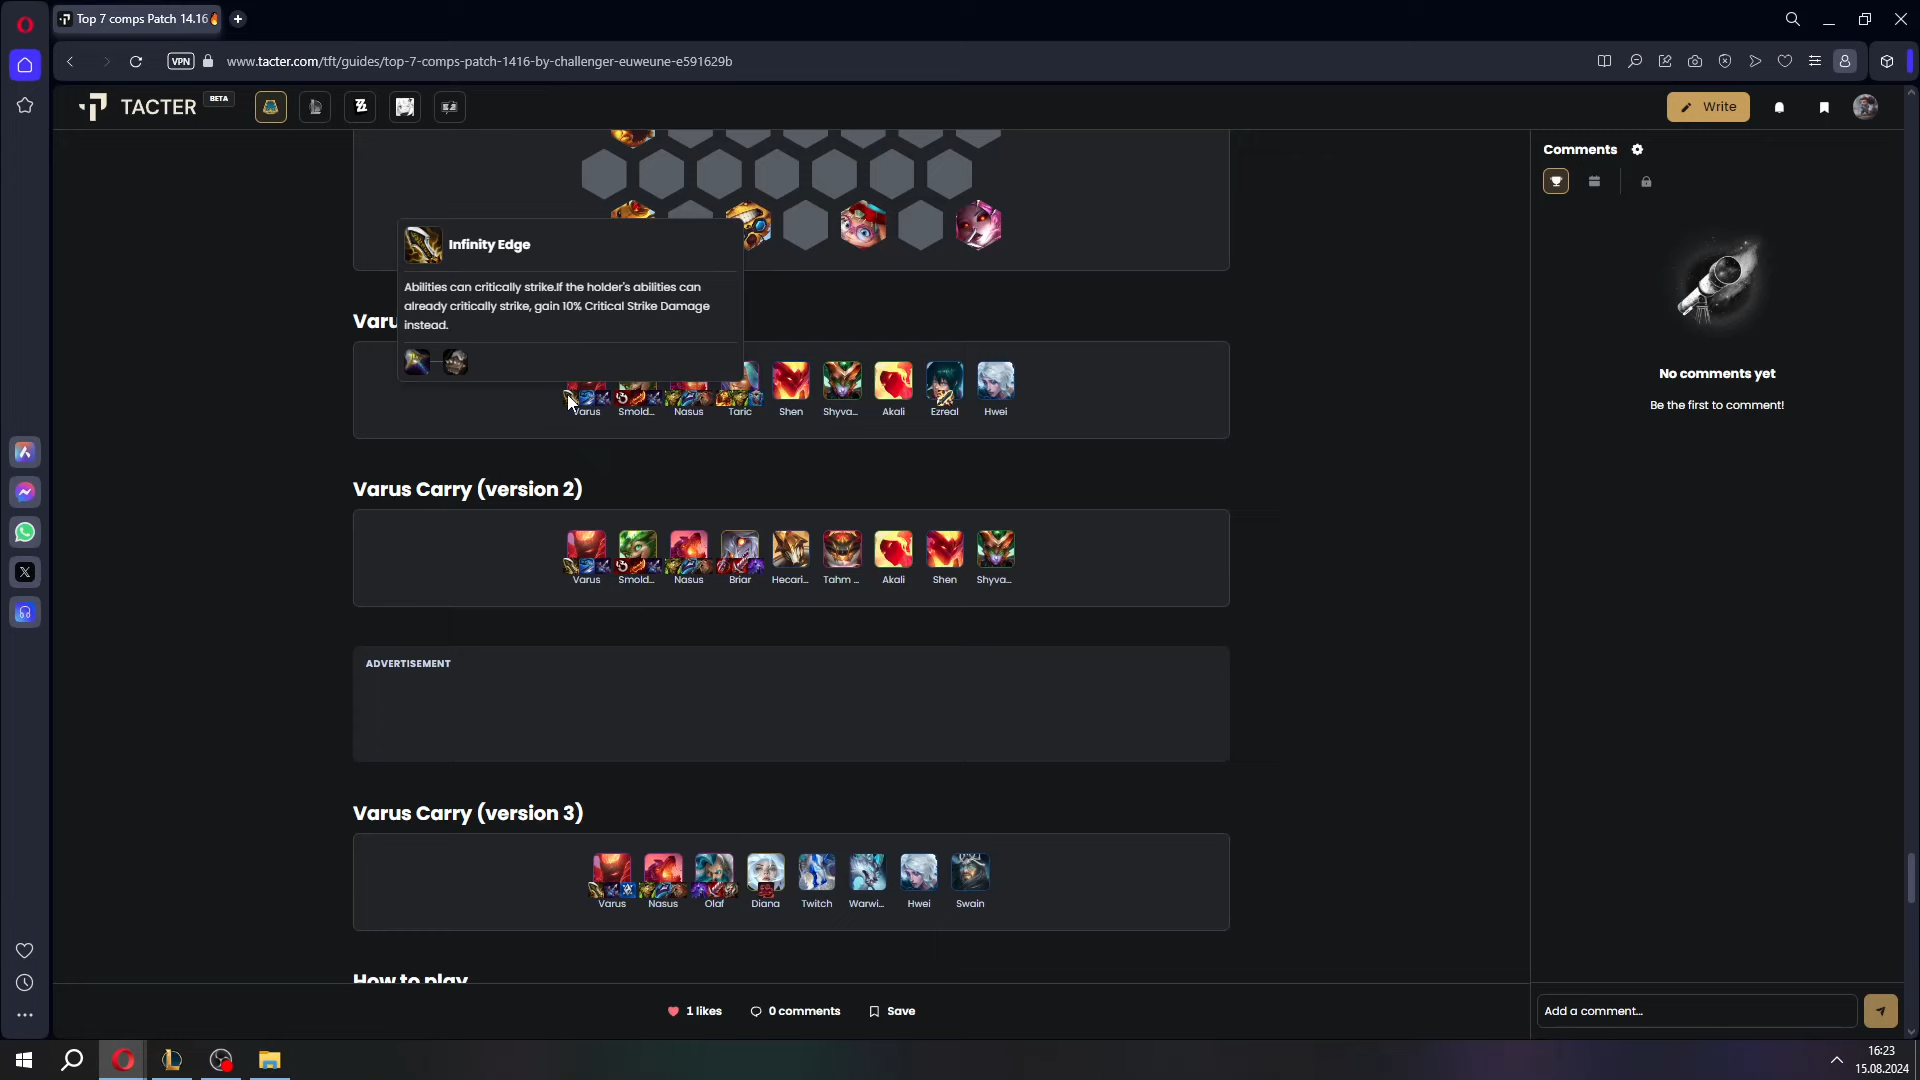 Top 7 comps Patch 14.16
VPN
www.tacter.com/tft/guides/top-7-comps-patch-1416-by-challenger-euweune-e591629b
TACTER
BETA
Write
Comments
Infinity Edge
Abilities can critically strike.If the holder's abilities can
already critically strike, gain 10% Critical Strike Damage
instead.
Varu
Varus
Smold...
Nasus
Taric
Shen
Shyva...
Akali
Ezreal
Hwei
No comments yet
Be the first to comment!
Varus Carry (version 2)
Varus
Smold...
Nasus
Briar
Hecari...
Tahm ...
Akali
Shen
Shyva...
ADVERTISEMENT
Varus Carry (version 3)
Varus
Nasus
Olaf
Diana
Twitch
Warwi...
Hwei
Swain
How to play
1 likes
0 comments
Save
Add a comment...
16:23
15.08.2024